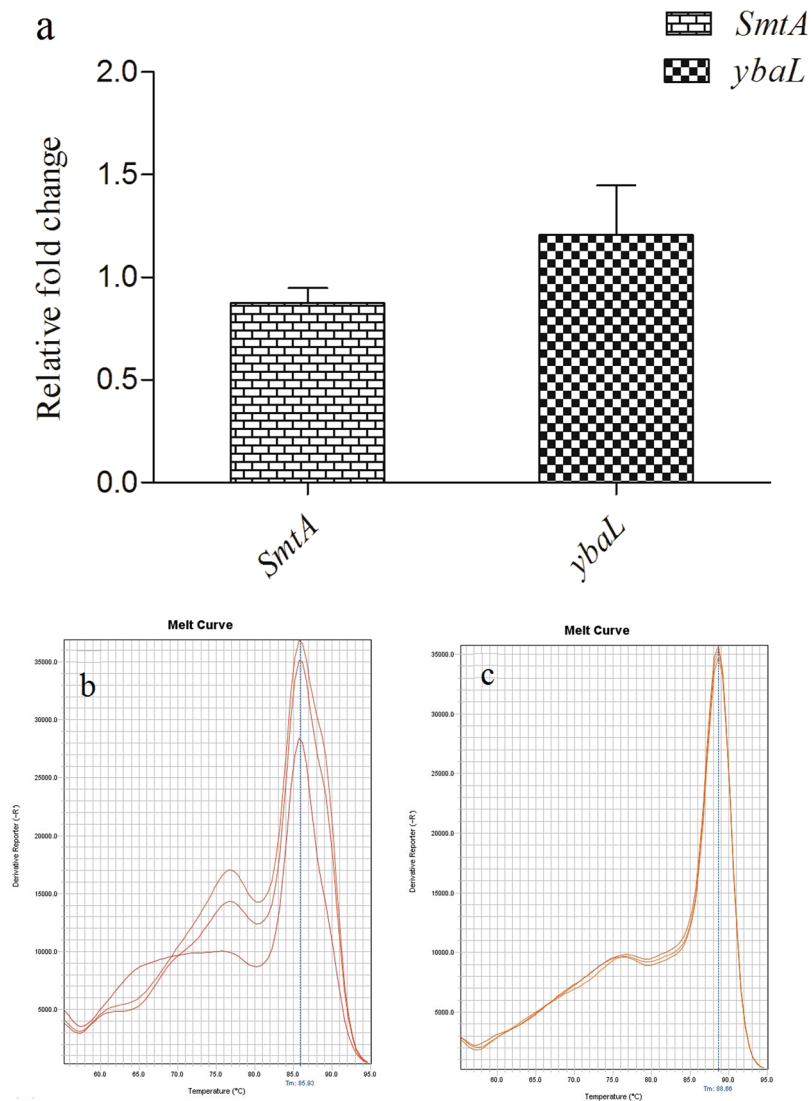 a
SmtA
ybaL
Relative fold change
2.0
1.5
1.0
0.5
0.0
SmtA
ybaL
Melt Curve
b
Derivative Reporter (-R')
35000.0
30000.0
25000.0
20000.0
15000.0
10000.0
5000.0
60.0 65.0 70.0 75.0 80.0 85.0 90.0 95.0
Temperature (°C)
Tm: 85.93
Melt Curve
c
Derivative Reporter (-R')
35000.0
30000.0
25000.0
20000.0
15000.0
10000.0
5000.0
60.0 65.0 70.0 75.0 80.0 85.0 90.0 95.0
Temperature (°C)
Tm: 88.66